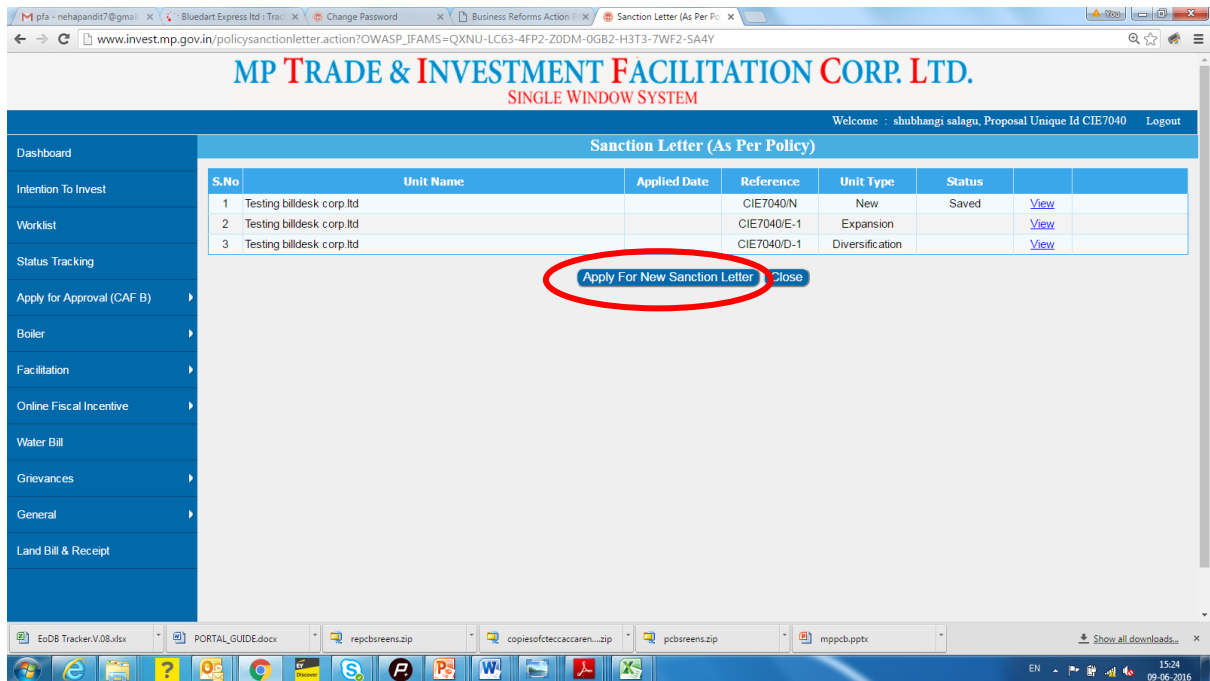 pfa - nehapandit7@gmai
Bluedart Express ltd : Trac
Change Password
Business Reforms Action
Sanction Letter (As Per Po
You
www.invest.mp.gov.in/policysanctionletter.action?OWASP_IFAMS=QXNU-LC63-4FP2-Z0DM-0GB2-H3T3-7WF2-SA4Y
MP TRADE & INVESTMENT FACILITATION CORP. LTD.
SINGLE WINDOW SYSTEM
Welcome : shubhangi salagu, Proposal Unique Id CIE7040 Logout
Sanction Letter (As Per Policy)
Dashboard
Intention To Invest
Worklist
Status Tracking
Apply for Approval (CAF B)
Boiler
Facilitation
Online Fiscal Incentive
Water Bill
Grievances
General
Land Bill & Receipt
S.No Unit Name Applied Date Reference Unit Type Status
1 Testing billdesk corp.ltd CIE7040/N New Saved View
2 Testing billdesk corp.ltd CIE7040/E-1 Expansion View
3 Testing billdesk corp.ltd CIE7040/D-1 Diversification View
Apply For New Sanction Letter Close
EoDB Tracker.V.08.xlsx
PORTAL_GUIDE.docx
repcbsreens.zip
copiesofcteccaccaren....zip
pcbsreens.zip
mppcb.pptx
Show all downloads...
EY
Discover
EN
15:24
09-06-2016